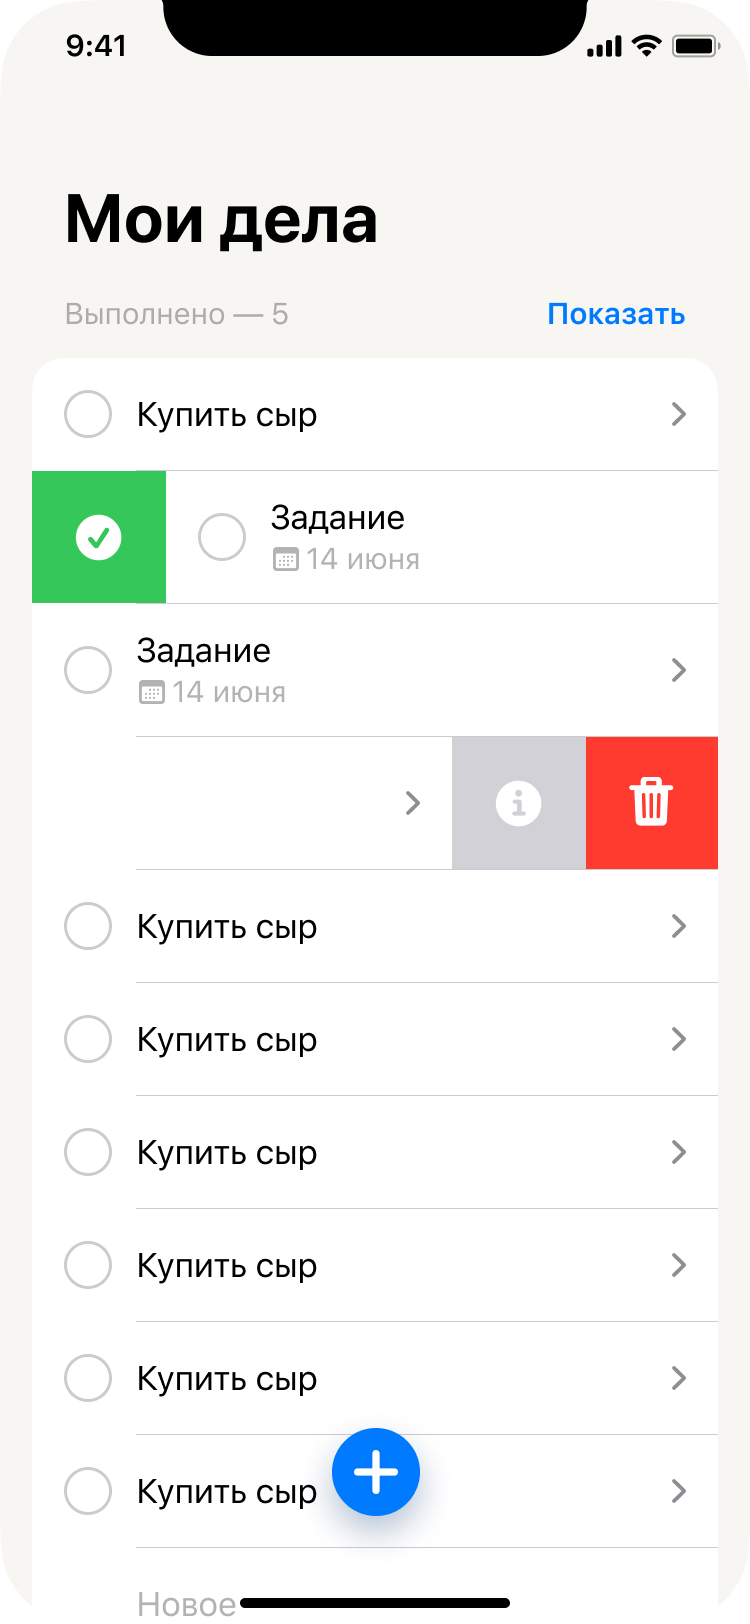 9:41
Мои дела
Выполнено — 5
Показать
Купить сыр
Задание
14 июня
Задание
14 июня
Купить сыр
Купить сыр
Купить сыр
Купить сыр
Купить сыр
Купить сыр
Новое